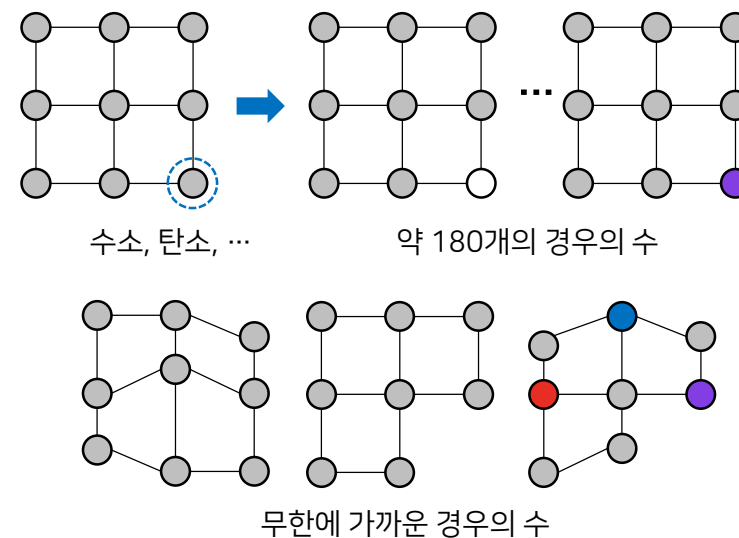 수소, 탄소, ⋯
약 180개의 경우의 수
...
무한에 가까운 경우의 수